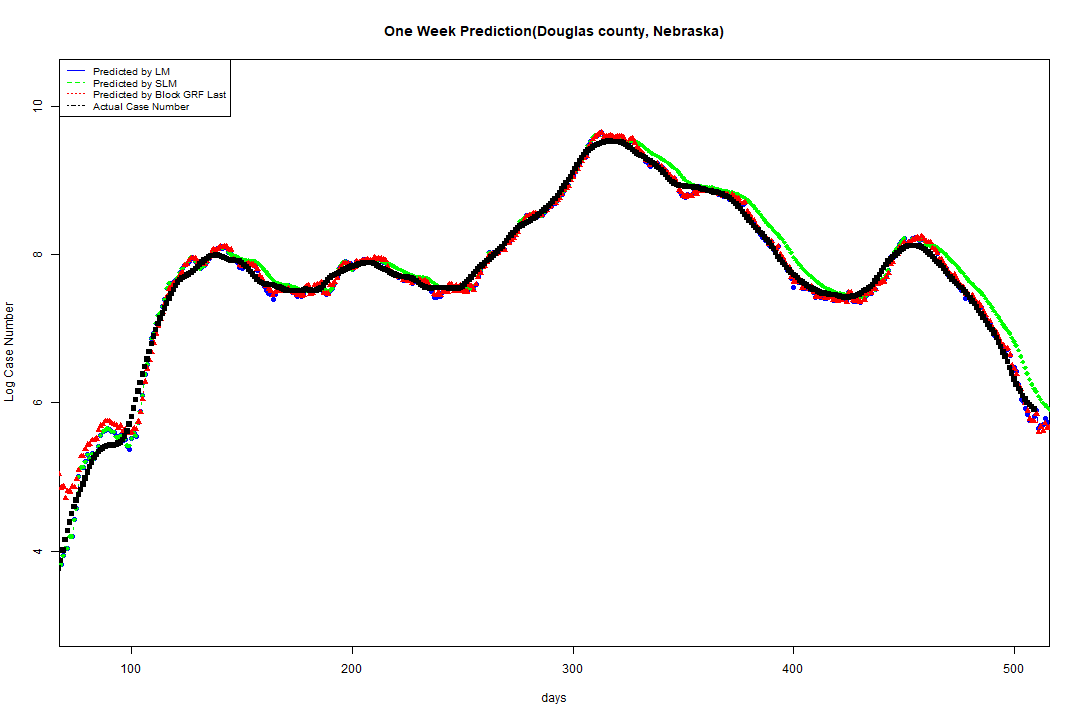 One Week Prediction(Douglas county, Nebraska)
Predicted by LM
Predicted by SLM
Predicted by Block GRF Last
Actual Case Number
10
8
6
4
Log Case Number
100 200 300 400 500
days